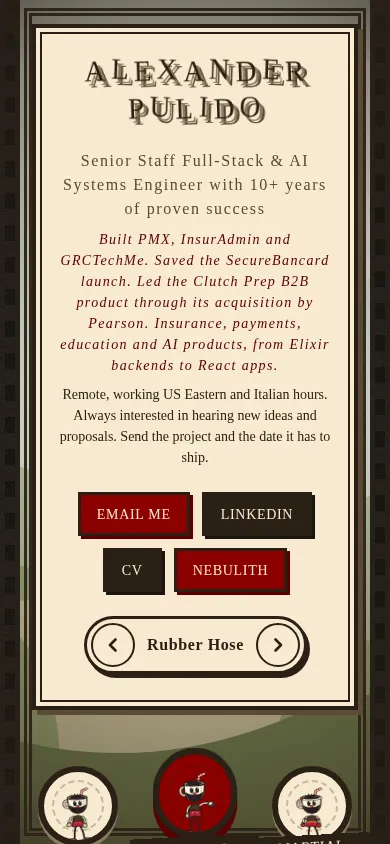 ALEXANDER
PULIDO
Senior Staff Full-Stack & AI
Systems Engineer with 10+ years
of proven success
Built PMX, InsurAdmin and
GRCTechMe. Saved the SecureBancard
launch. Led the Clutch Prep B2B
product through its acquisition by
Pearson. Insurance, payments,
education and AI products, from Elixir
backends to React apps.
Remote, working US Eastern and Italian hours.
Always interested in hearing new ideas and
proposals. Send the project and the date it has to
ship.
EMAIL ME
LINKEDIN
CV
NEBULITH
Rubber Hose